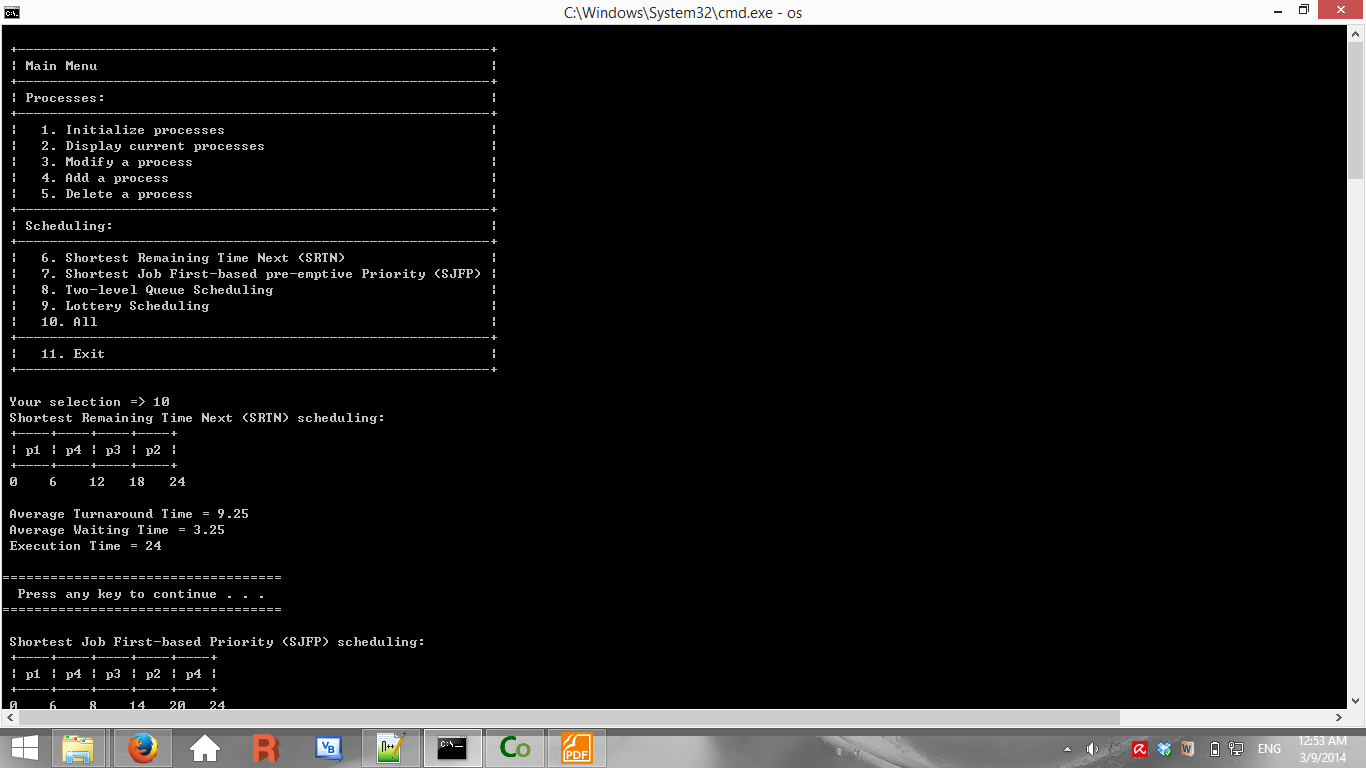 C:\Windows\System32\cmd.exe - os
+-----------------------------------------------------------+
¦ Main Menu ¦
+-----------------------------------------------------------+
¦ Processes: ¦
+-----------------------------------------------------------+
¦ 1. Initialize processes ¦
¦ 2. Display current processes ¦
¦ 3. Modify a process ¦
¦ 4. Add a process ¦
¦ 5. Delete a process ¦
+-----------------------------------------------------------+
¦ Scheduling: ¦
+-----------------------------------------------------------+
¦ 6. Shortest Remaining Time Next (SRTN) ¦
¦ 7. Shortest Job First-based pre-emptive Priority (SJFP) ¦
¦ 8. Two-level Queue Scheduling ¦
¦ 9. Lottery Scheduling ¦
¦ 10. All ¦
+-----------------------------------------------------------+
¦ 11. Exit ¦
+-----------------------------------------------------------+
Your selection => 10
Shortest Remaining Time Next (SRTN) scheduling:
+----+----+----+----+
¦ p1 ¦ p4 ¦ p3 ¦ p2 ¦
+----+----+----+----+
0 6 12 18 24
Average Turnaround Time = 9.25
Average Waiting Time = 3.25
Execution Time = 24
===================================
Press any key to continue . . .
===================================
Shortest Job First-based Priority (SJFP) scheduling:
+----+----+----+----+----+
¦ p1 ¦ p4 ¦ p3 ¦ p2 ¦ p4 ¦
+----+----+----+----+----+
0 6 8 14 20 24
R
VB
C:\
Co
PDF
W
ENG
12:53 AM
3/9/2014